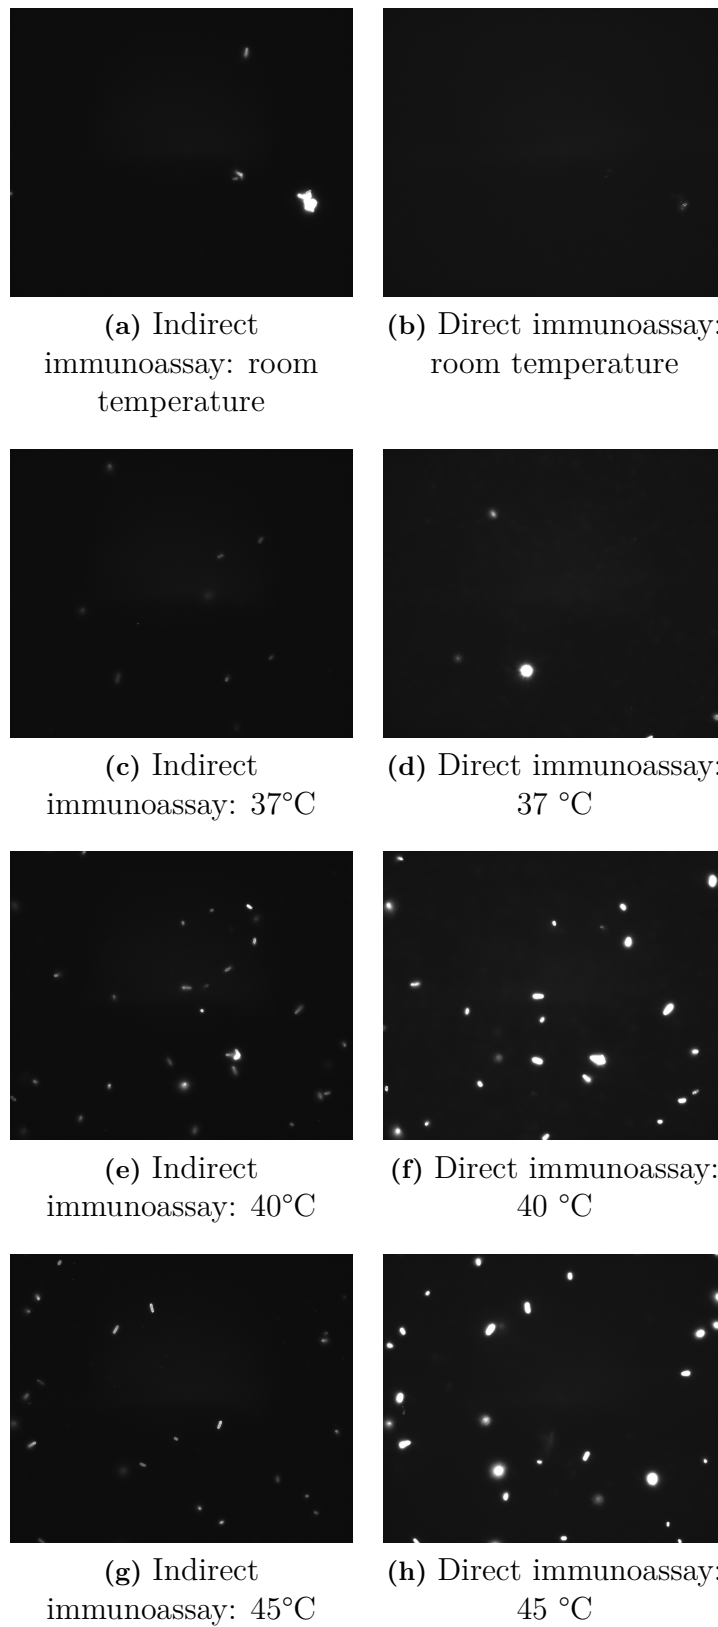 (a) Indirect
immunoassay: room
temperature
(b) Direct immunoassay:
room temperature
(c) Indirect
immunoassay: 37°C
(d) Direct immunoassay:
37 °C
(e) Indirect
immunoassay: 40°C
(f) Direct immunoassay:
40 °C
(g) Indirect
immunoassay: 45°C
(h) Direct immunoassay:
45 °C